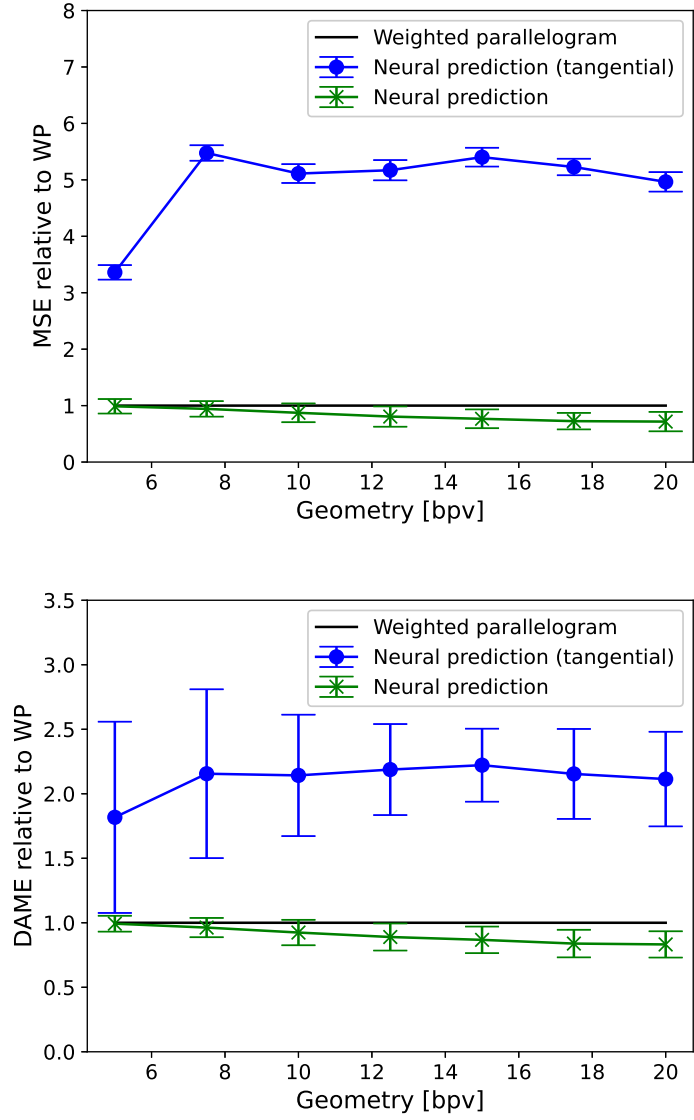 8
7
6
5
4
3
2
1
0
MSE relative to WP
Weighted parallelogram
Neural prediction (tangential)
Neural prediction
6 8 10 12 14 16 18 20
Geometry [bpv]
3.5
3.0
2.5
2.0
1.5
1.0
0.5
0.0
DAME relative to WP
Weighted parallelogram
Neural prediction (tangential)
Neural prediction
6 8 10 12 14 16 18 20
Geometry [bpv]